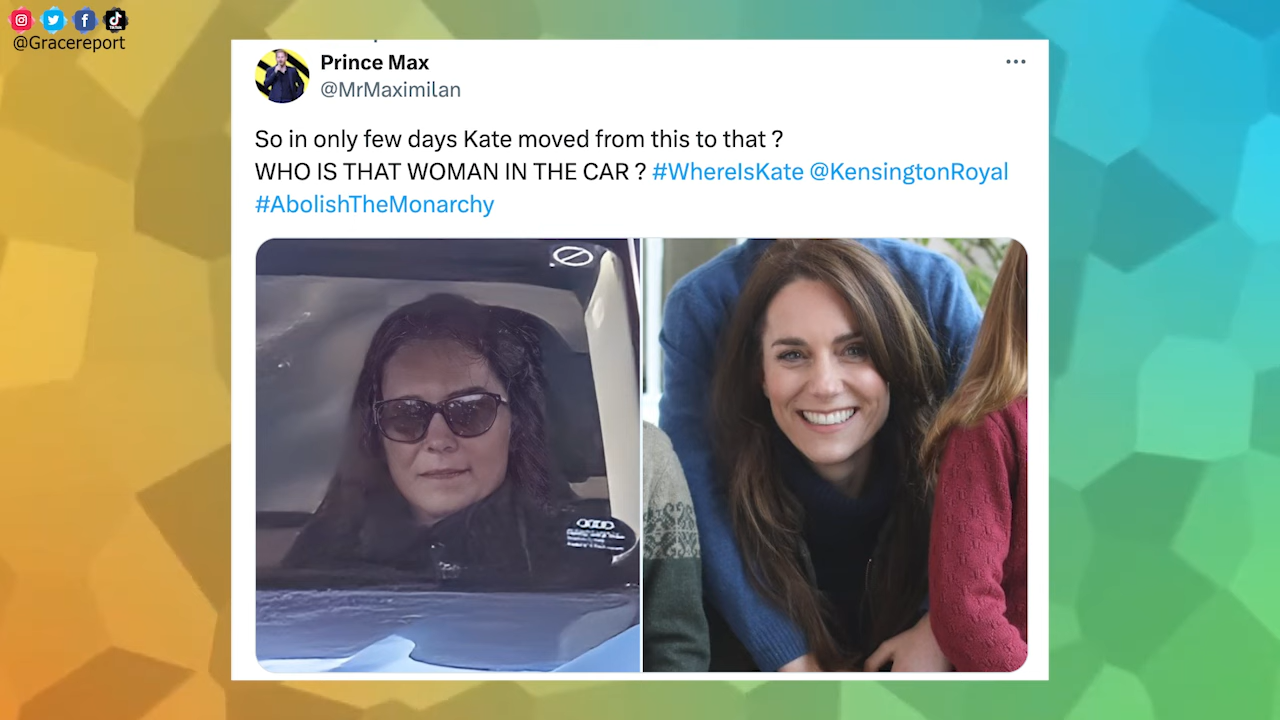 TikTok
@Gracereport
Prince Max
@MrMaximilan
So in only few days Kate moved from this to that ?
WHO IS THAT WOMAN IN THE CAR ? #WhereIsKate @KensingtonRoyal
#AbolishTheMonarchy